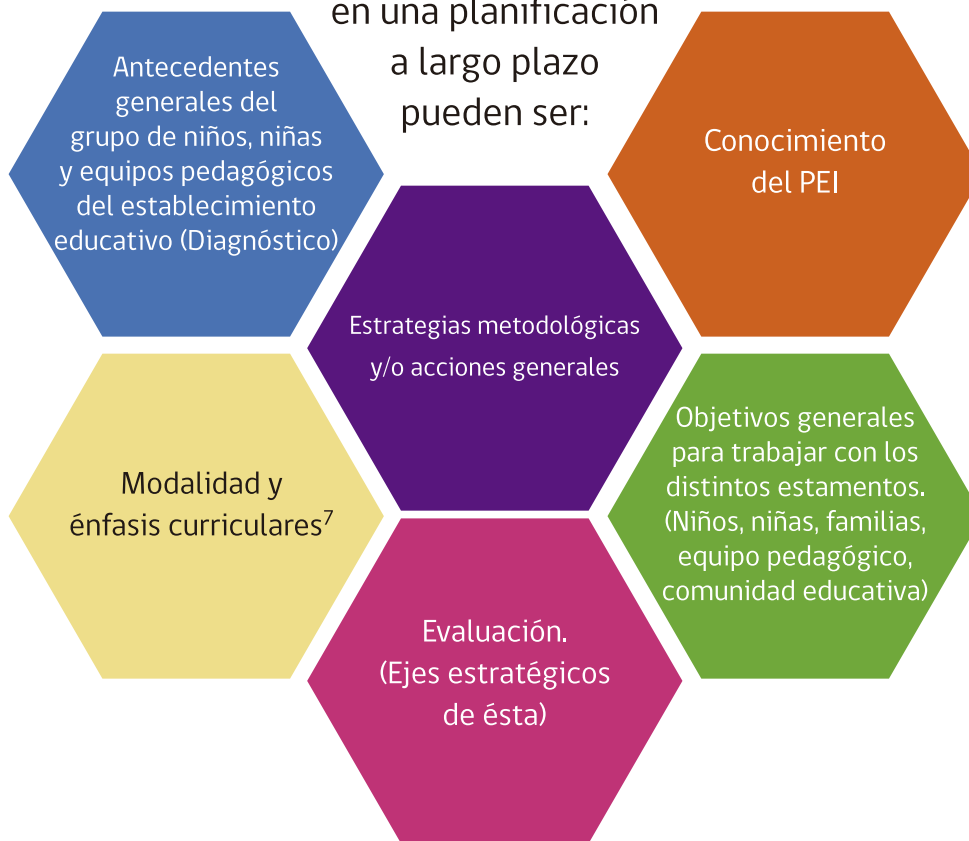 en una planificación
a largo plazo
pueden ser:
Antecedentes
generales del
grupo de niños, niñas
y equipos pedagógicos
del establecimiento
educativo (Diagnóstico)
Conocimiento
del PEI
Estrategias metodológicas
y/o acciones generales
Modalidad y
énfasis curriculares⁷
Objetivos generales
para trabajar con los
distintos estamentos.
(Niños, niñas, familias,
equipo pedagógico,
comunidad educativa)
Evaluación.
(Ejes estratégicos
de ésta)